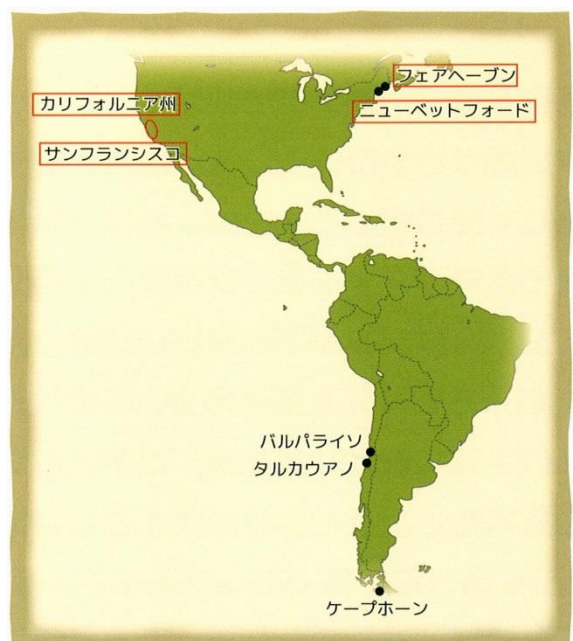 フェアヘーブン
カリフォルニア州
ニューベットフォード
サンフランシスコ
バルパライソ
タルカウアノ
ケープホーン